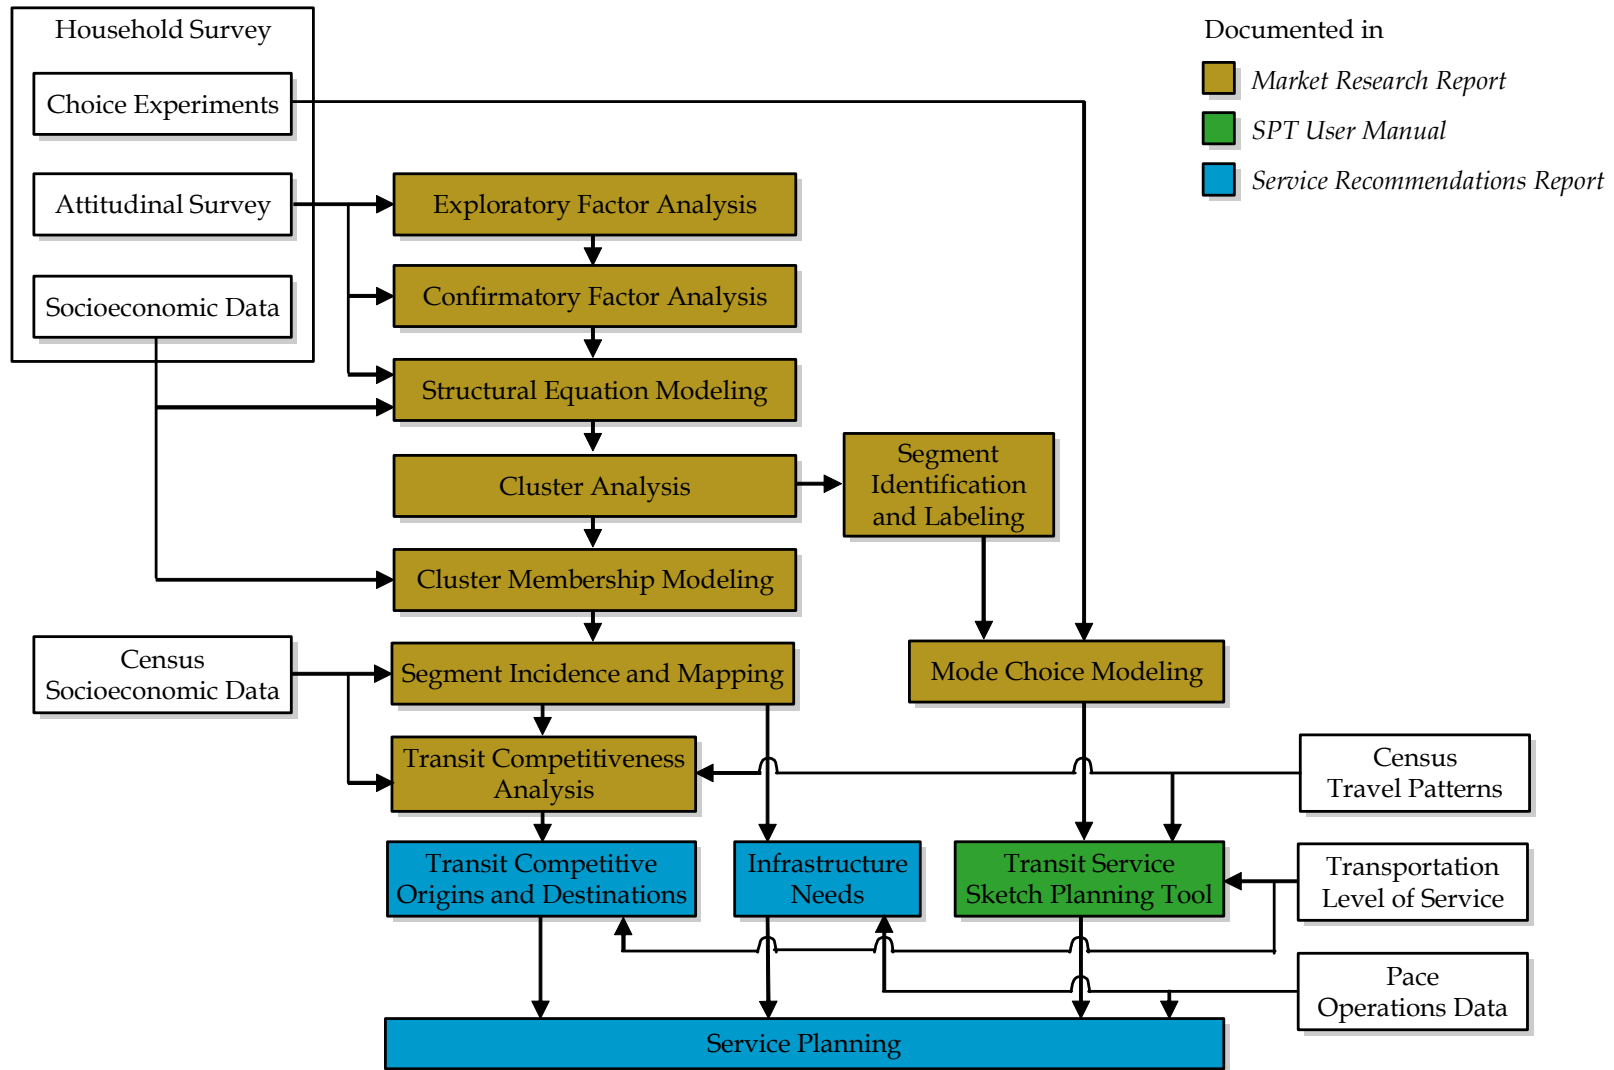 Household Survey
Choice Experiments
Attitudinal Survey
Socioeconomic Data
Documented in
Market Research Report
SPT User Manual
Service Recommendations Report
Exploratory Factor Analysis
Confirmatory Factor Analysis
Structural Equation Modeling
Cluster Analysis
Segment
Identification
and Labeling
Cluster Membership Modeling
Census
Socioeconomic Data
Segment Incidence and Mapping
Mode Choice Modeling
Transit Competitiveness
Analysis
Census
Travel Patterns
Transit Competitive
Origins and Destinations
Infrastructure
Needs
Transit Service
Sketch Planning Tool
Transportation
Level of Service
Pace
Operations Data
Service Planning